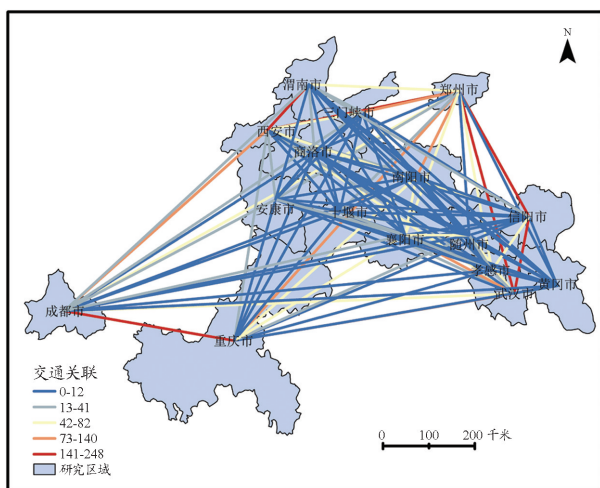 N
渭南市
郑州市
三门峡市
西安市
商洛市
南阳市
安康市
十堰市
信阳市
襄阳市
随州市
孝感市
黄冈市
武汉市
成都市
重庆市
交通关联
0-12
13-41
42-82
73-140
141-248
研究区域
0 100 200 千米